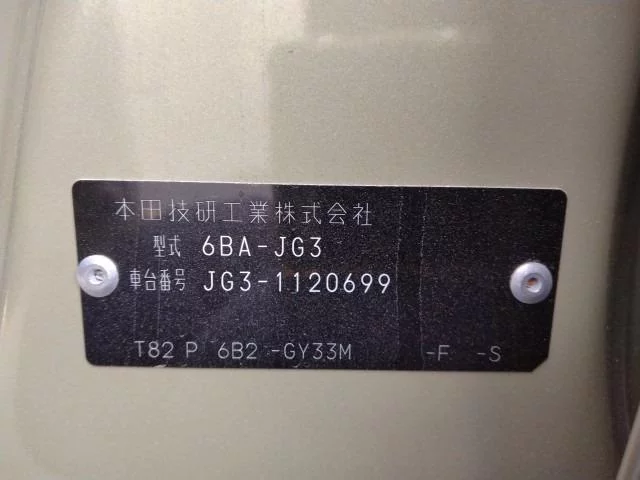 本田技研工業株式会社
型式 6BA-JG3
車台番号 JG3-1120699
T82 P 6B2 -GY33M -F -S